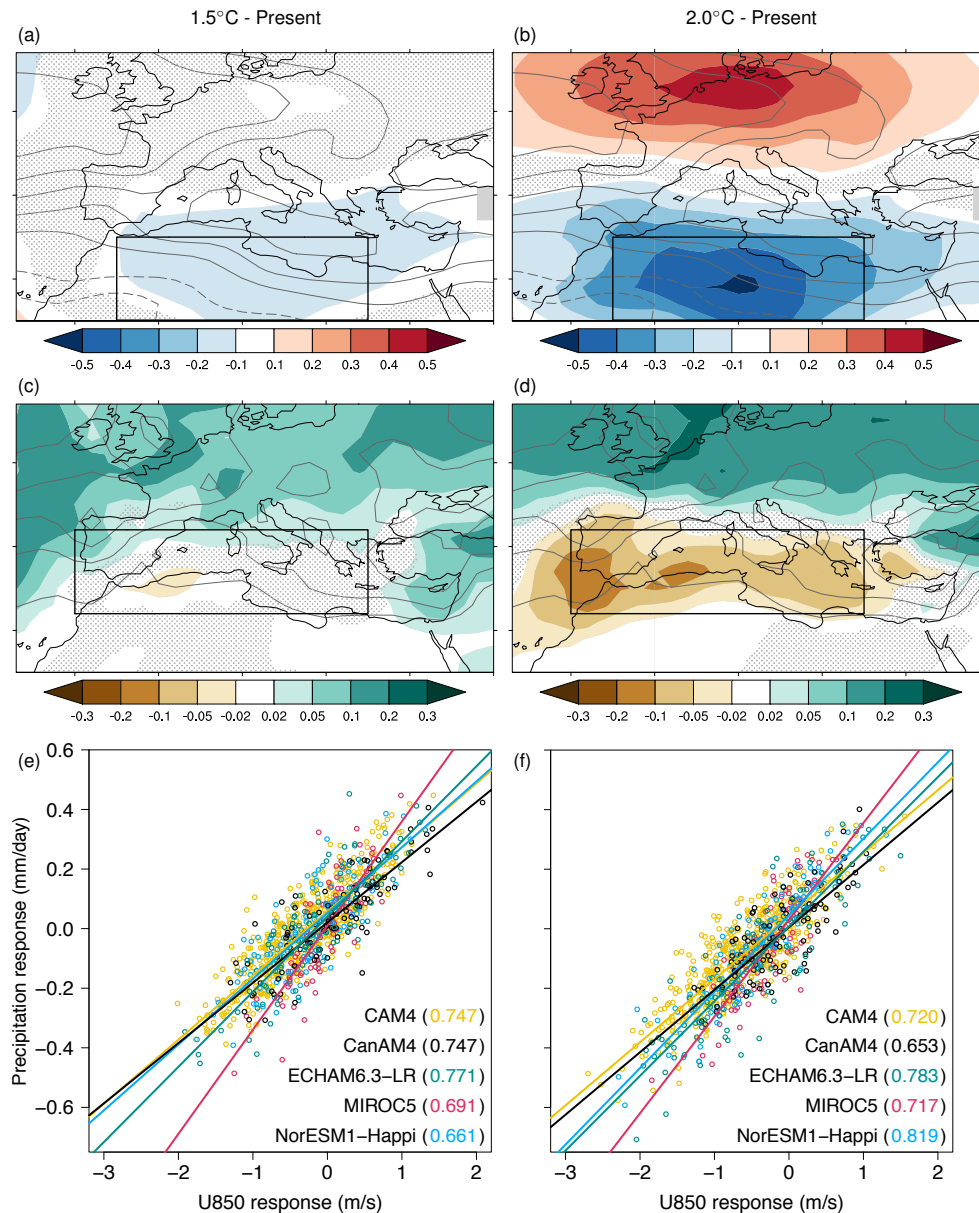 1.5°C - Present
2.0°C - Present
(a)
(b)
-0.5 -0.4 -0.3 -0.2 -0.1 0.1 0.2 0.3 0.4 0.5
-0.5 -0.4 -0.3 -0.2 -0.1 0.1 0.2 0.3 0.4 0.5
(c)
(d)
-0.3 -0.2 -0.1 -0.05 -0.02 0.02 0.05 0.1 0.2 0.3
-0.3 -0.2 -0.1 -0.05 -0.02 0.02 0.05 0.1 0.2 0.3
(e)
(f)
Precipitation response (mm/day)
0.6
0.4
0.2
0.0
−0.2
−0.4
−0.6
CAM4 (0.747)
CanAM4 (0.747)
ECHAM6.3−LR (0.771)
MIROC5 (0.691)
NorESM1−Happi (0.661)
CAM4 (0.720)
CanAM4 (0.653)
ECHAM6.3−LR (0.783)
MIROC5 (0.717)
NorESM1−Happi (0.819)
−3 −2 −1 0 1 2
−3 −2 −1 0 1 2
U850 response (m/s)
U850 response (m/s)